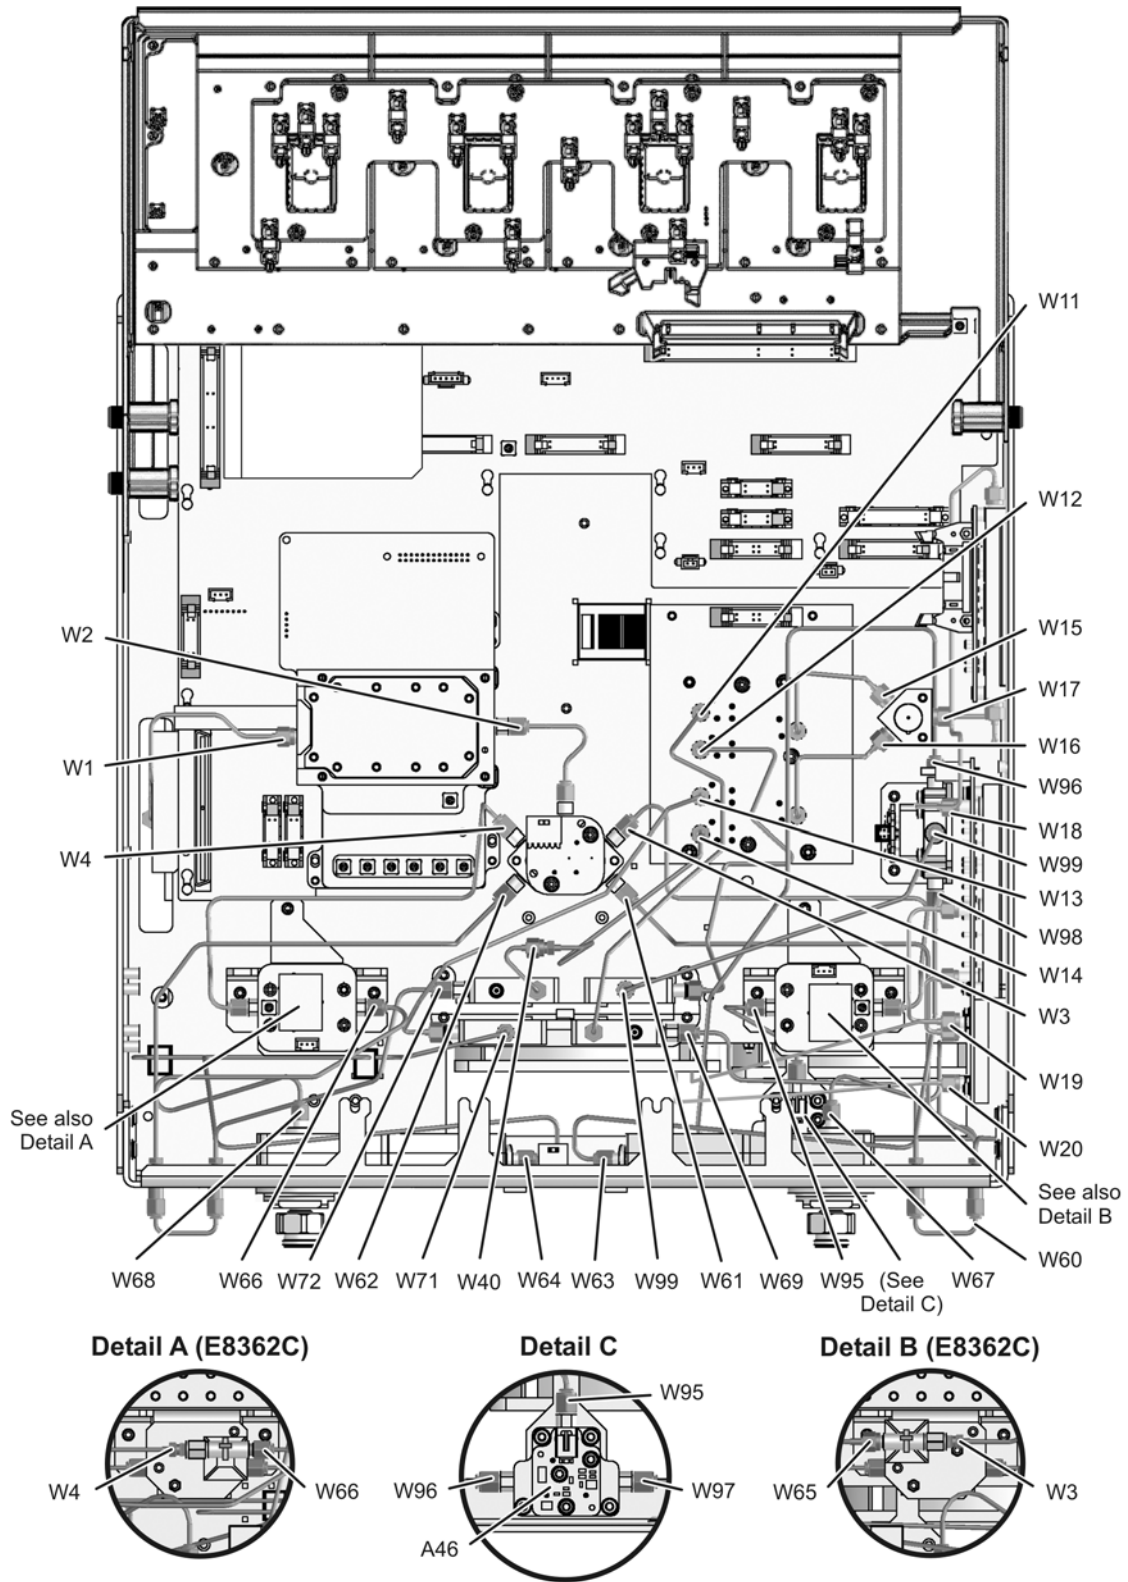 W11
W12
W2
W15
W17
W1
W16
W96
W4
W18
W99
W13
W98
W14
W3
W19
See also
Detail A
W20
See also
Detail B
W60
W68
W66
W72
W62
W71
W40
W64
W63
W99
W61
W69
W95
(See
Detail C)
W67
Detail A (E8362C)
Detail C
Detail B (E8362C)
W95
W4
W66
W96
W97
W65
W3
A46